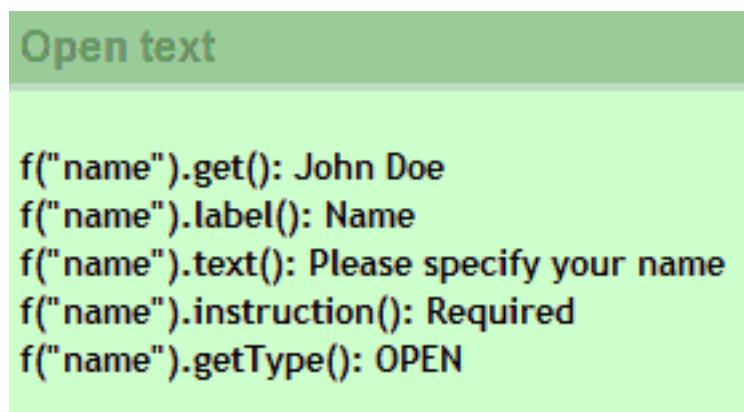 Open text
f("name").get(): John Doe
f("name").label(): Name
f("name").text(): Please specify your name
f("name").instruction(): Required
f("name").getType(): OPEN